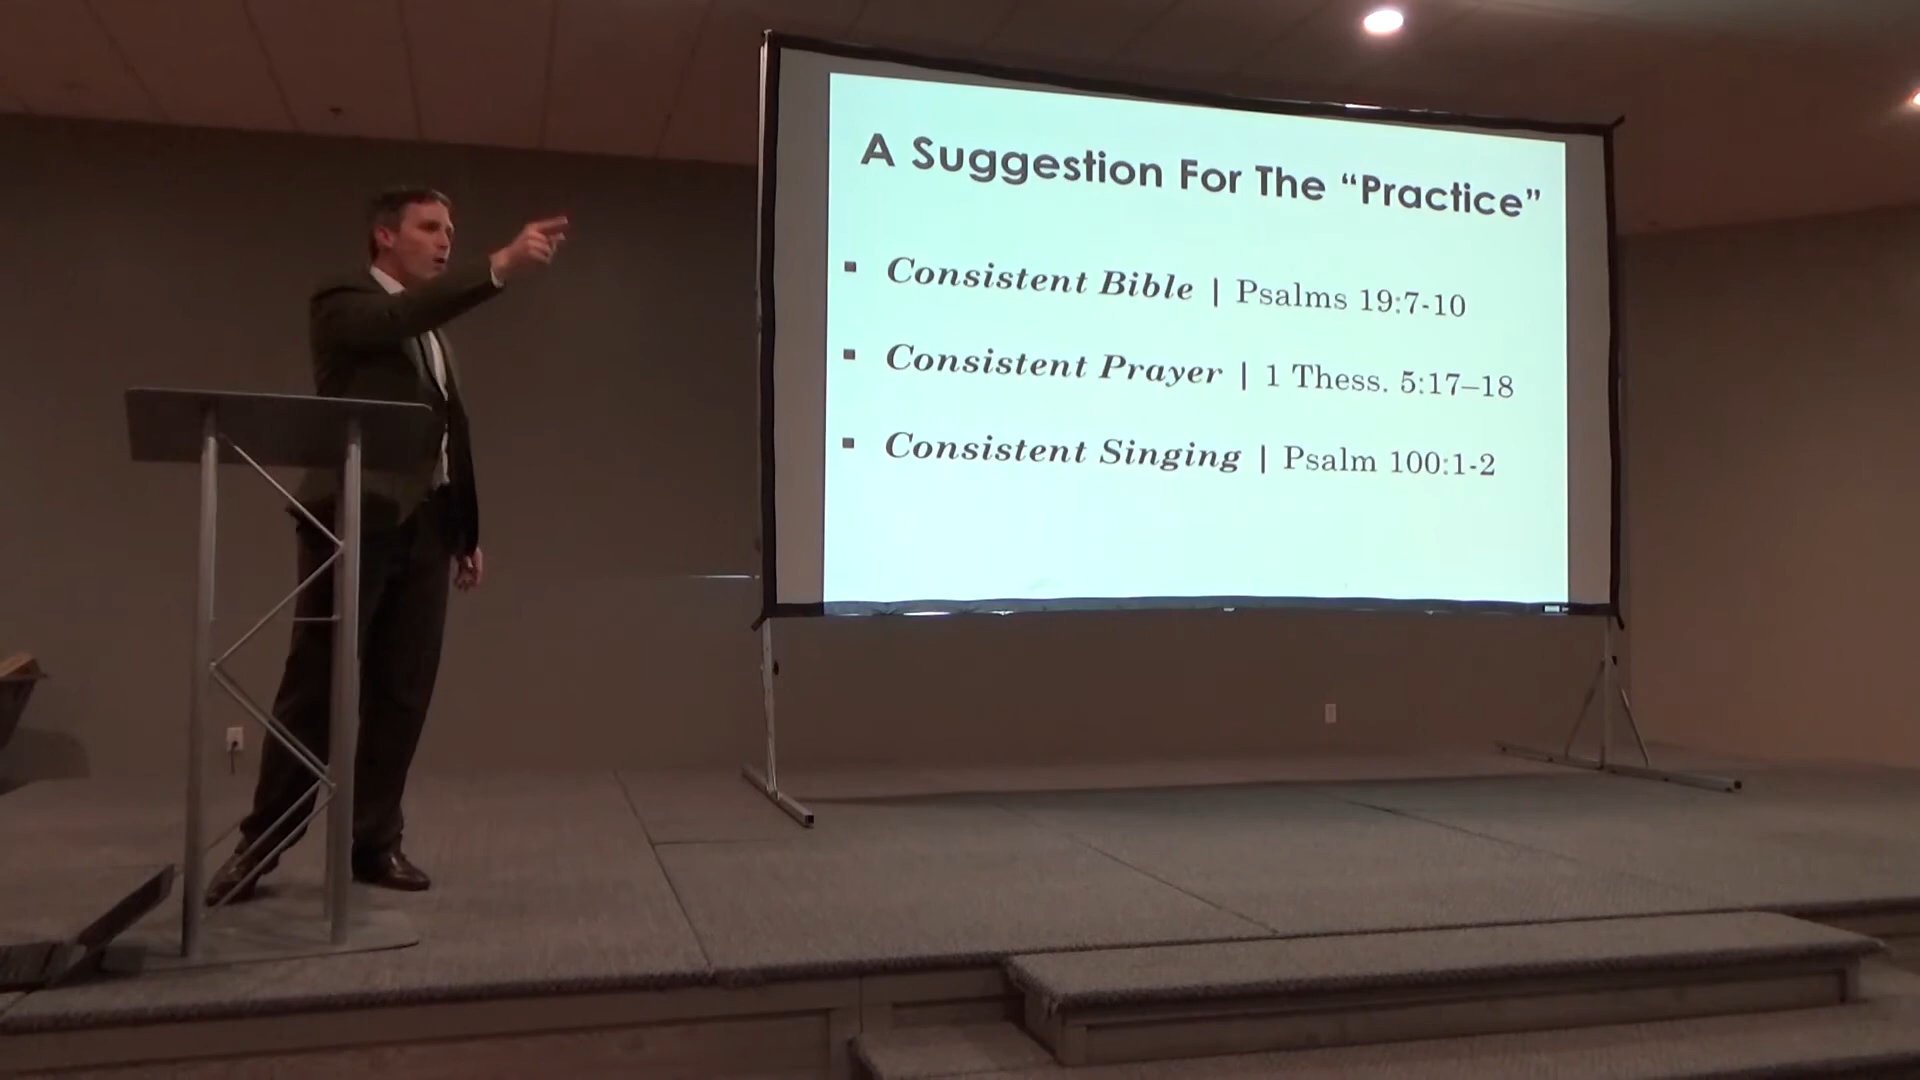 A Suggestion For The “Practice”
▪ Consistent Bible | Psalms 19:7-10
▪ Consistent Prayer | 1 Thess. 5:17–18
▪ Consistent Singing | Psalm 100:1-2